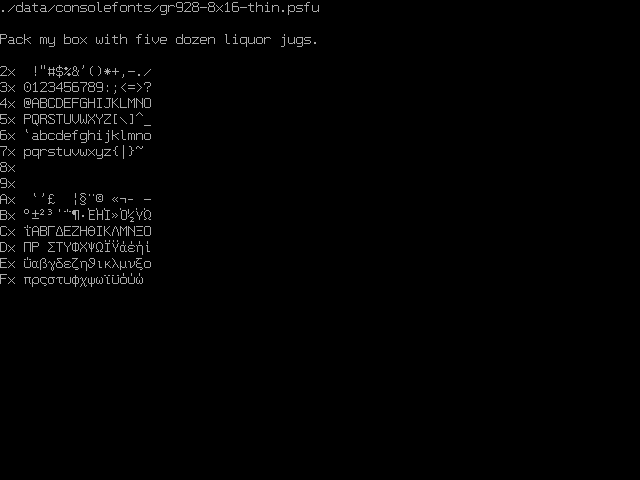 ./data/consolefonts/gr928-8x16-thin.psfu
Pack my box with five dozen liquor jugs.
2x  !"#$%&'()*+,-./
3x 0123456789:;<=>?
4x @ABCDEFGHIJKLMNO
5x PQRSTUVWXYZ[\]^_
6x `abcdefghijklmno
7x pqrstuvwxyz{|}~
8x
9x
Ax  ‘’£  ¦§¨© «¬- ―
Bx °±²³΄΅¶·ΈΉΊ»Ό½ΎΏ
Cx ΐΑΒΓΔΕΖΗΘΙΚΛΜΝΞΟ
Dx ΠΡ ΣΤΥΦΧΨΩΪΫάέήί
Ex ΰαβγδεζηθικλμνξο
Fx πρςστυφχψωϊϋόύώ